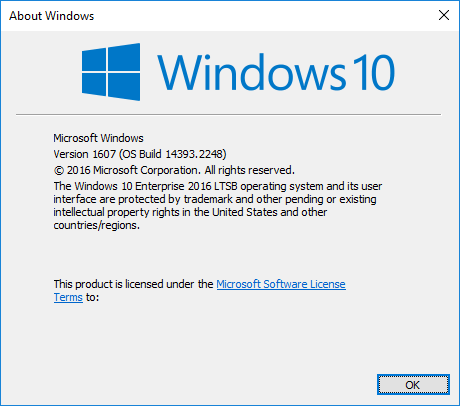 About Windows
Windows 10
Microsoft Windows
Version 1607 (OS Build 14393.2248)
© 2016 Microsoft Corporation. All rights reserved.
The Windows 10 Enterprise 2016 LTSB operating system and its user
interface are protected by trademark and other pending or existing
intellectual property rights in the United States and other
countries/regions.
This product is licensed under the Microsoft Software License
Terms to:
OK